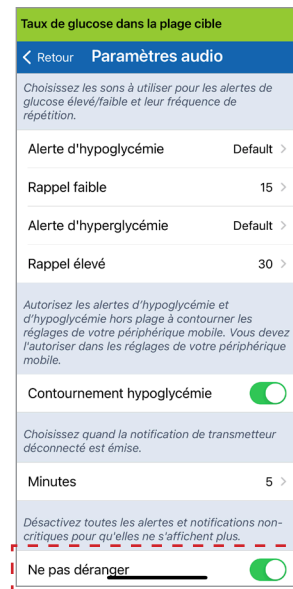 Taux de glucose dans la plage cible
Retour Paramètres audio
Choisissez les sons à utiliser pour les alertes de
glucose élevé/faible et leur fréquence de
répétition.
Alerte d'hypoglycémie Default
Rappel faible 15
Alerte d'hyperglycémie Default
Rappel élevé 30
Autorisez les alertes d'hypoglycémie et
d'hypoglycémie hors plage à contourner les
réglages de votre périphérique mobile. Vous devez
l'autoriser dans les réglages de votre périphérique
mobile.
Contournement hypoglycémie
Choisissez quand la notification de transmetteur
déconnecté est émise.
Minutes 5
Désactivez toutes les alertes et notifications non-
critiques pour qu'elles ne s'affichent plus.
Ne pas déranger